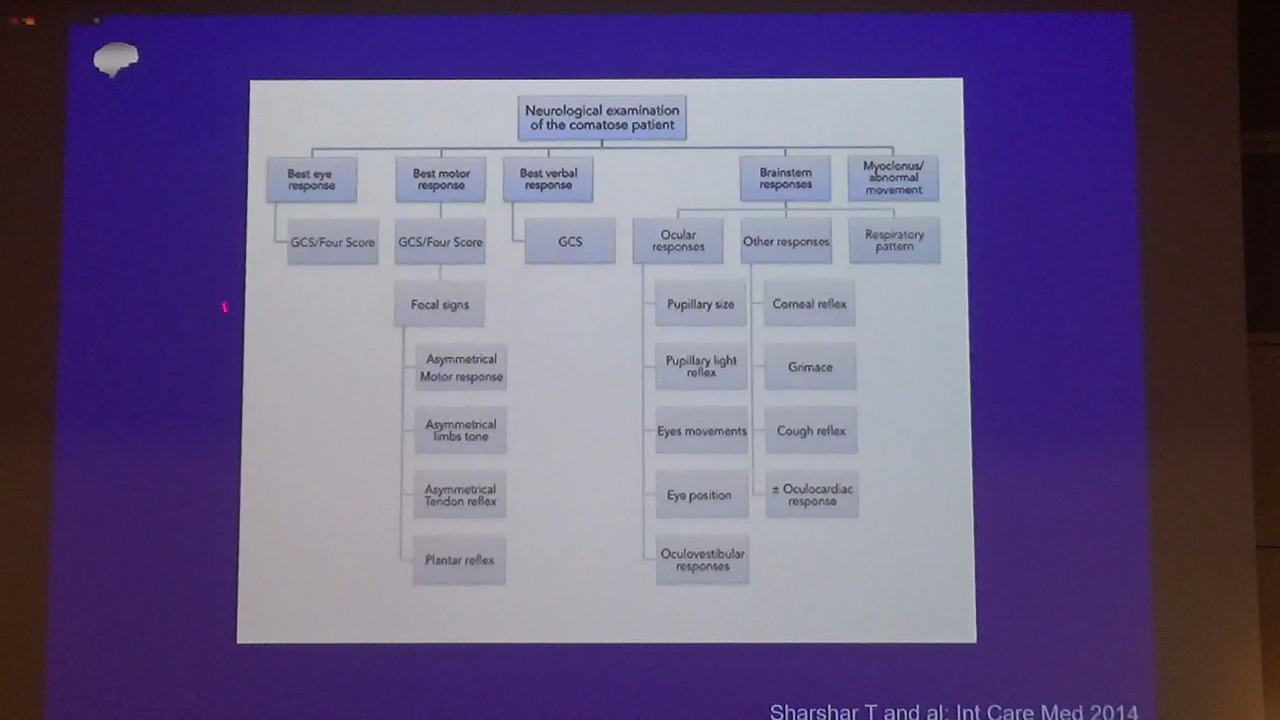 Neurological examination
of the comatose patient
Best eye
response
Best motor
response
Best verbal
response
Brainstem
responses
Myoclonus/
abnormal
movement
GCS/Four Score
GCS/Four Score
GCS
Ocular
responses
Other responses
Respiratory
pattern
Focal signs
Pupillary size
Corneal reflex
Asymmetrical
Motor response
Pupillary light
reflex
Grimace
Asymmetrical
limbs tone
Eyes movements
Cough reflex
Asymmetrical
Tendon reflex
Eye position
± Oculocardiac
response
Plantar reflex
Oculovestibular
responses
Sharshar T and al; Int Care Med 2014